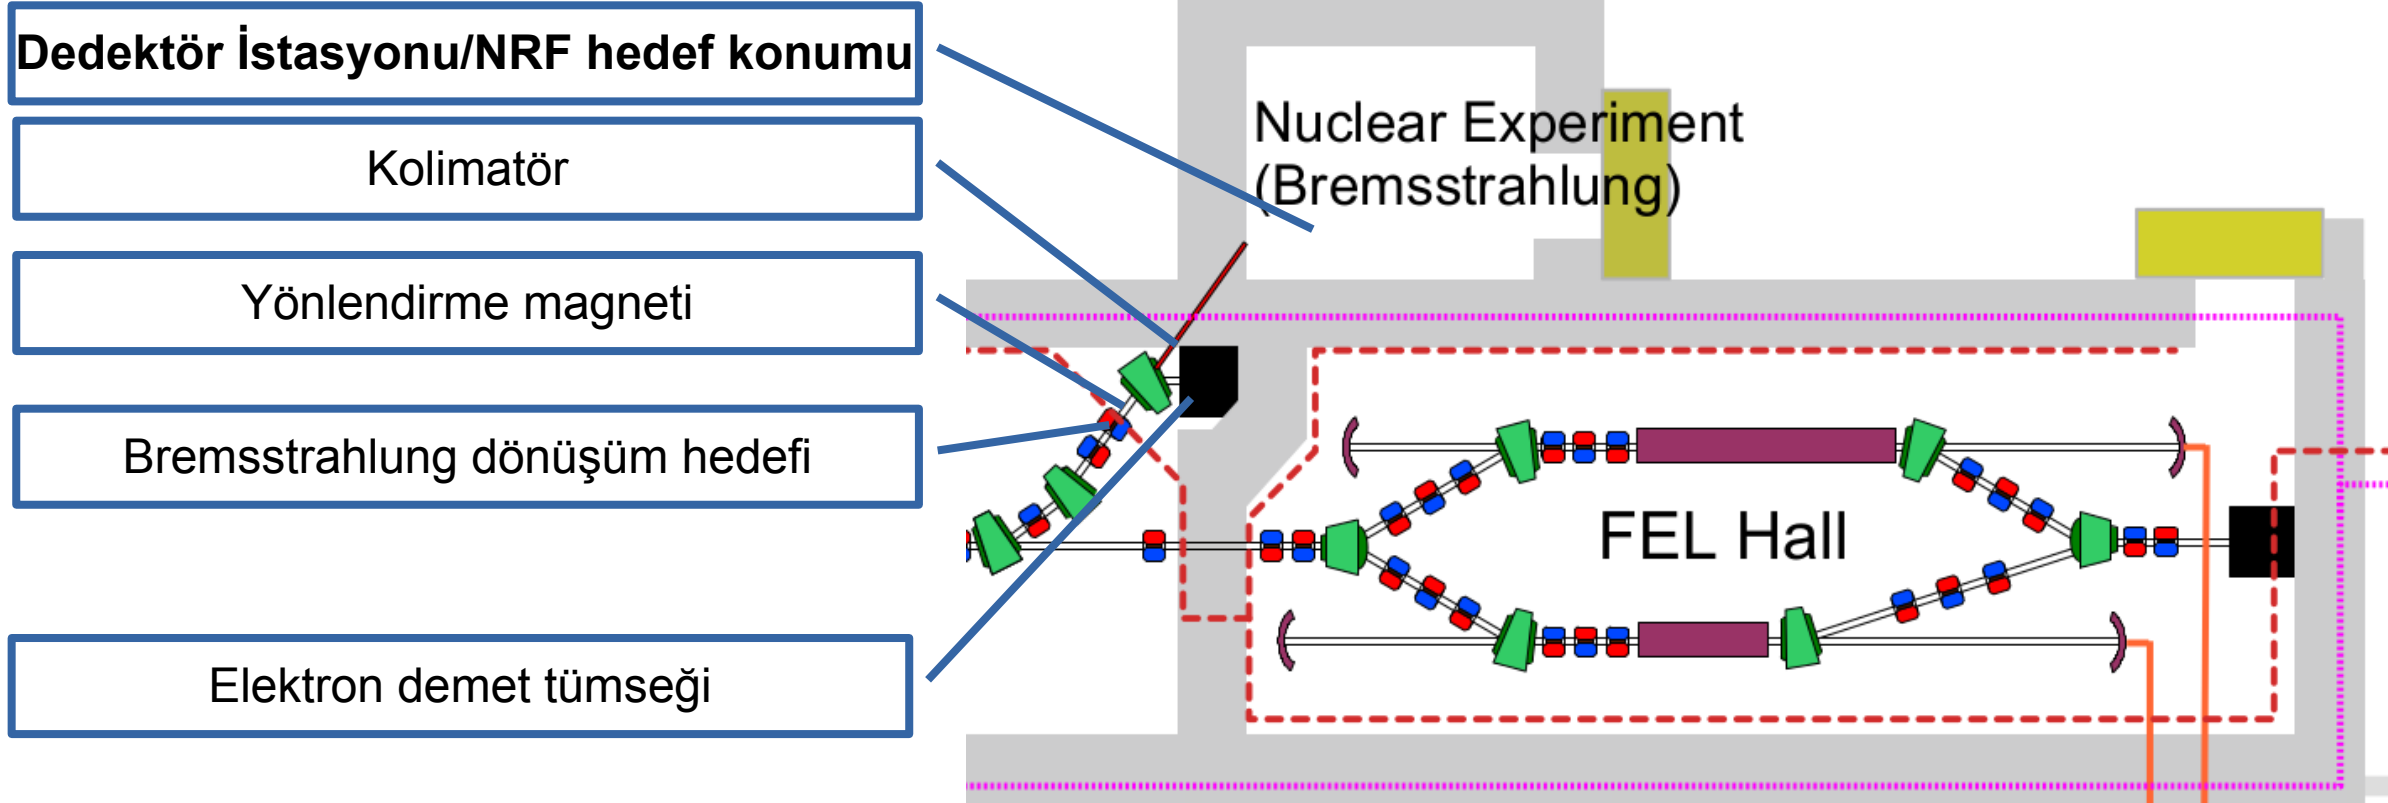 Dedektör İstasyonu/NRF hedef konumu
Kolimatör
Yönlendirme magneti
Bremsstrahlung dönüşüm hedefi
Elektron demet tümseği
Nuclear Experiment
(Bremsstrahlung)
FEL Hall